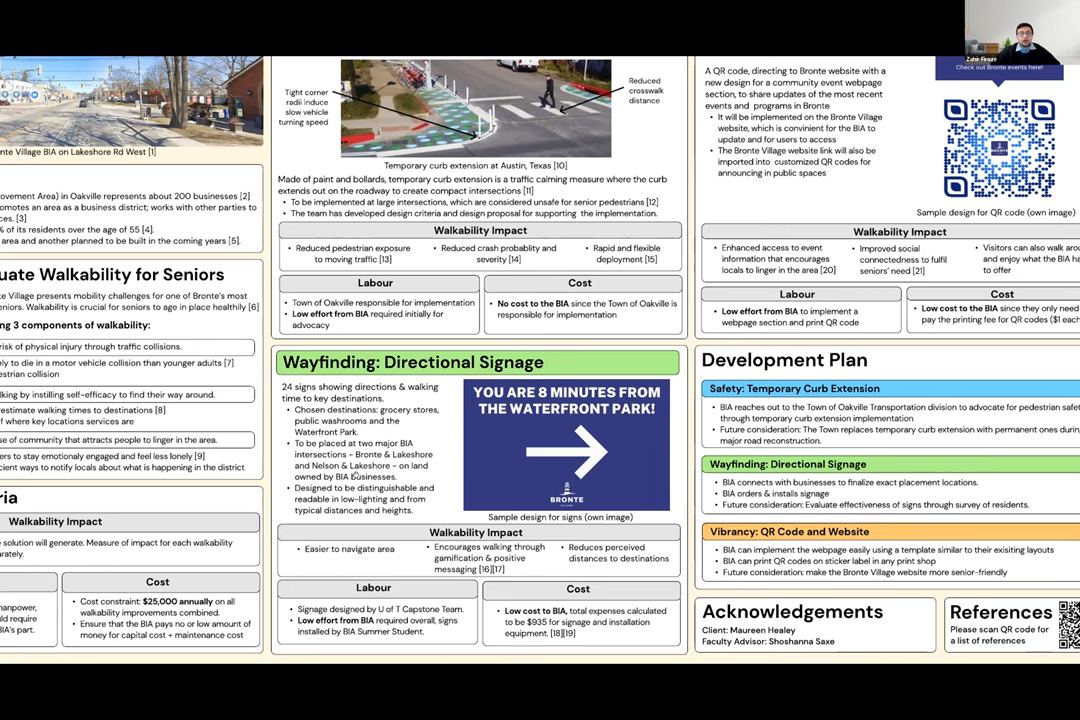 Zahir Firoze
nte Village BIA on Lakeshore Rd West [1]
ovement Area) in Oakville represents about 200 businesses [2]
omotes an area as a business district; works with other parties to
ces. [3]
% of its residents over the age of 55 [4].
area and another planned to be built in the coming years [5].
uate Walkability for Seniors
te Village presents mobility challenges for one of Bronte's most
eniors. Walkability is crucial for seniors to age in place healthily [6]
ng 3 components of walkability:
risk of physical injury through traffic collisions.
ely to die in a motor vehicle collision than younger adults [7]
estrian collision
lking by instilling self-efficacy to find their way around.
restimate walking times to destinations [8]
f where key locations services are
se of community that attracts people to linger in the area.
ers to stay emotionaly engaged and feel less lonely [9]
cient ways to notify locals about what is happening in the district
ria
Walkability Impact
e solution will generate. Measure of impact for each walkability
arately.
manpower,
uld require
BIA's part.
Cost
• Cost constraint: $25,000 annually on all
walkability improvements combined.
• Ensure that the BIA pays no or low amount of
money for capital cost + maintenance cost
Tight corner
radii induce
slow vehicle
turning speed
Reduced
crosswalk
distance
Temporary curb extension at Austin, Texas [10]
Made of paint and bollards, temporary curb extension is a traffic calming measure where the curb
extends out on the roadway to create compact intersections [11]
• To be implemented at large intersections, which are considered unsafe for senior pedestrians [12]
• The team has developed design criteria and design proposal for supporting the implementation.
Walkability Impact
• Reduced pedestrian exposure
to moving traffic [13]
• Reduced crash probablity and
severity [14]
• Rapid and flexible
deployment [15]
Labour
• Town of Oakville responsible for implementation
• Low effort from BIA required initially for
advocacy
Cost
• No cost to the BIA since the Town of Oakville is
responsible for implementation
Wayfinding: Directional Signage
24 signs showing directions & walking
time to key destinations.
• Chosen destinations: grocery stores,
public washrooms and the
Waterfront Park.
• To be placed at two major BIA
intersections - Bronte & Lakeshore
and Nelson & Lakeshore - on land
owned by BIA businesses.
• Designed to be distinguishable and
readable in low-lighting and from
typical distances and heights.
YOU ARE 8 MINUTES FROM
THE WATERFRONT PARK!
BRONTE
Sample design for signs (own image)
Walkability Impact
• Easier to navigate area
• Encourages walking through
gamification & positive
messaging [16][17]
• Reduces perceived
distances to destinations
Labour
• Signage designed by U of T Capstone Team.
• Low effort from BIA required overall, signs
installed by BIA Summer Student.
Cost
• Low cost to BIA, total expenses calculated
to be $935 for signage and installation
equipment. [18][19]
A QR code, directing to Bronte website with a
new design for a community event webpage
section, to share updates of the most recent
events and programs in Bronte
• It will be implemented on the Bronte Village
website, which is convinient for the BIA to
update and for users to access
• The Bronte Village website link will also be
imported into customized QR codes for
announcing in public spaces
Check out Bronte events here!
BRONTE
Sample design for QR code (own image)
Walkability Impact
• Enhanced access to event
information that encourages
locals to linger in the area [20]
• Improved social
connectedness to fulfil
seniors' need [21]
• Visitors can also walk arou
and enjoy what the BIA ha
to offer
Labour
• Low effort from BIA to implement a
webpage section and print QR code
Cost
• Low cost to the BIA since they only need
pay the printing fee for QR codes ($1 each
Development Plan
Safety: Temporary Curb Extension
• BIA reaches out to the Town of Oakville Transportation division to advocate for pedestrian safet
through temporary curb extension implementation
• Future consideration: The Town replaces temporary curb extension with permanent ones durin
major road reconstruction.
Wayfinding: Directional Signage
• BIA connects with businesses to finalize exact placement locations.
• BIA orders & installs signage
• Future consideration: Evaluate effectiveness of signs through survey of residents.
Vibrancy: QR Code and Website
• BIA can implement the webpage easily using a template similar to their exisiting layouts
• BIA can print QR codes on sticker label in any print shop
• Future consideration: make the Bronte Village website more senior-friendly
Acknowledgements
Client: Maureen Healey
Faculty Advisor: Shoshanna Saxe
References
Please scan QR code for
a list of references